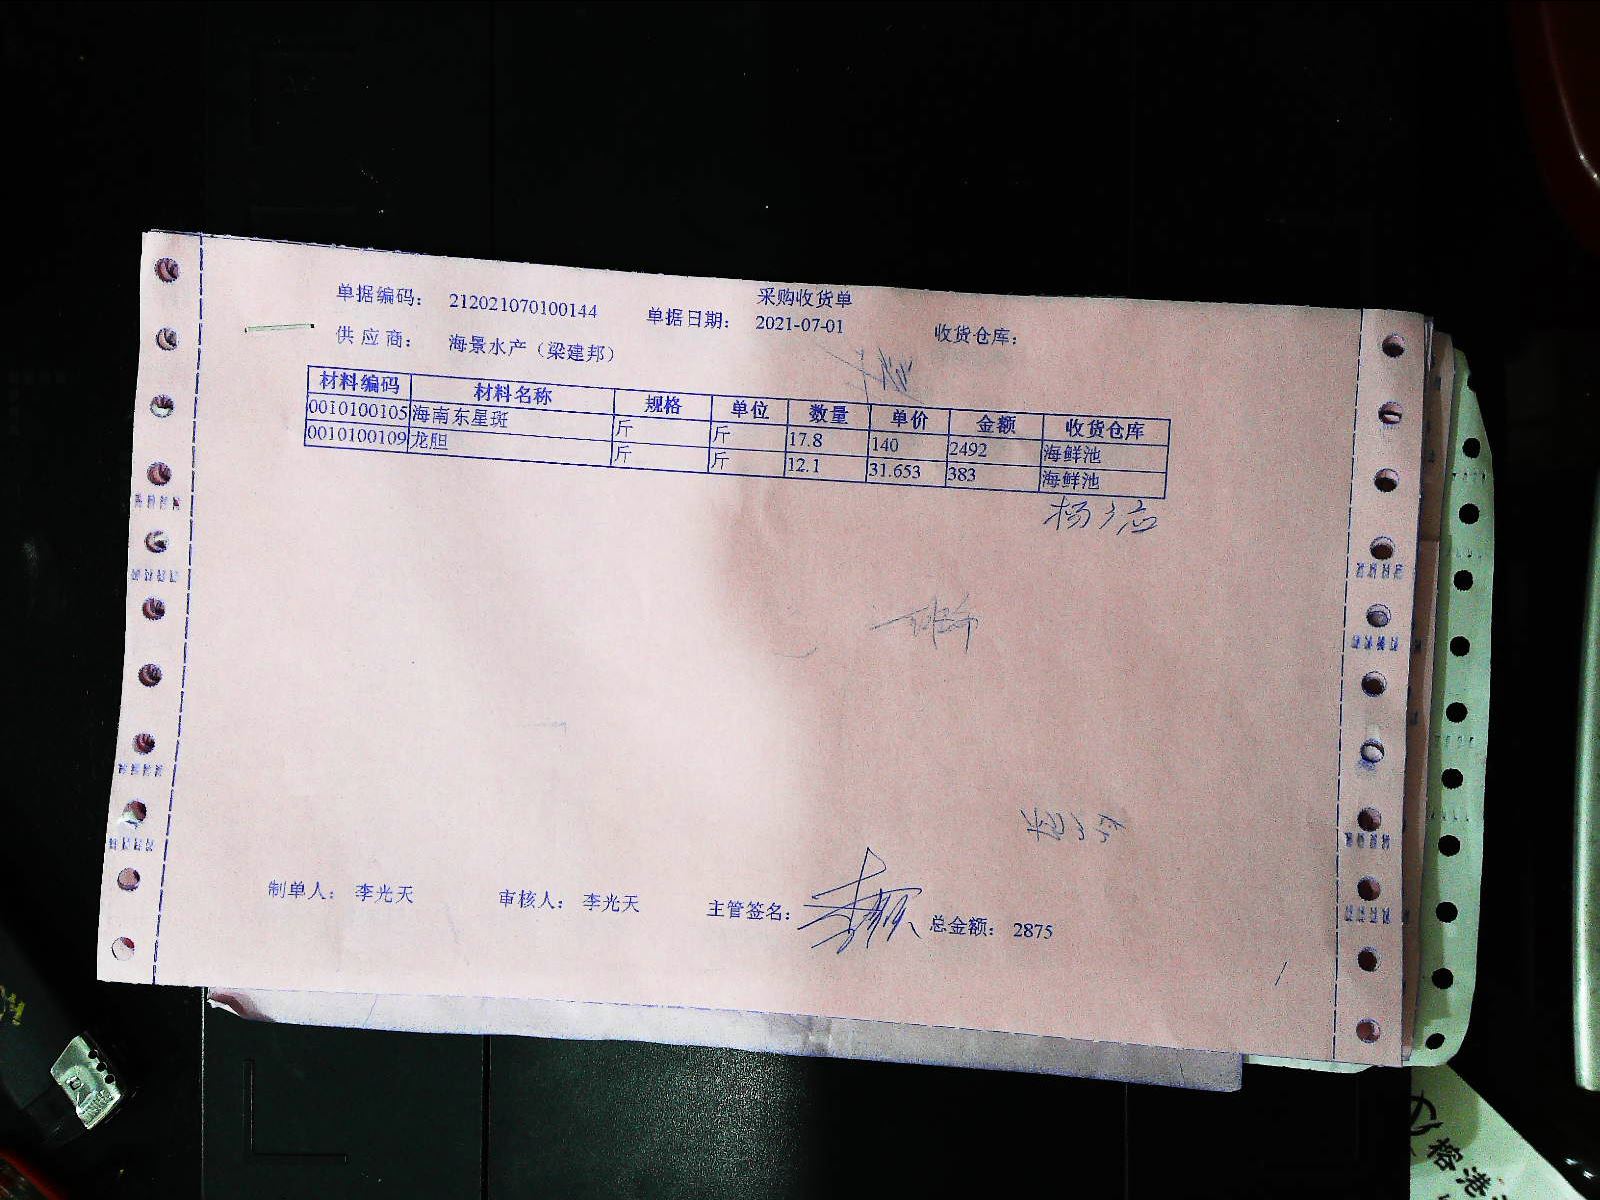 采购收货单
单据编码： 212021070100144 单据日期： 2021-07-01 收货仓库：
供 应 商： 海景水产（梁建邦）
材料编码 材料名称 规格 单位 数量 单价 金额 收货仓库
0010100105 海南东星斑 斤 斤 17.8 140 2492 海鲜池
0010100109 龙胆 斤 斤 12.1 31.653 383 海鲜池
制单人： 李光天 审核人： 李光天 主管签名： 总金额： 2875
榕港